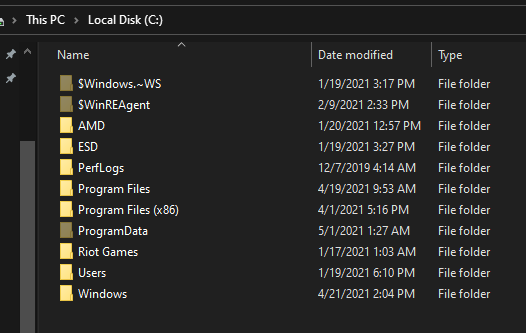 This PC > Local Disk (C:)
Name Date modified Type
$Windows.~WS 1/19/2021 3:17 PM File folder
$WinREAgent 2/9/2021 2:33 PM File folder
AMD 1/20/2021 12:57 PM File folder
ESD 1/19/2021 3:27 PM File folder
PerfLogs 12/7/2019 4:14 AM File folder
Program Files 4/19/2021 9:53 AM File folder
Program Files (x86) 4/1/2021 5:16 PM File folder
ProgramData 5/1/2021 1:27 AM File folder
Riot Games 1/17/2021 1:03 AM File folder
Users 1/19/2021 6:10 PM File folder
Windows 4/21/2021 2:04 PM File folder